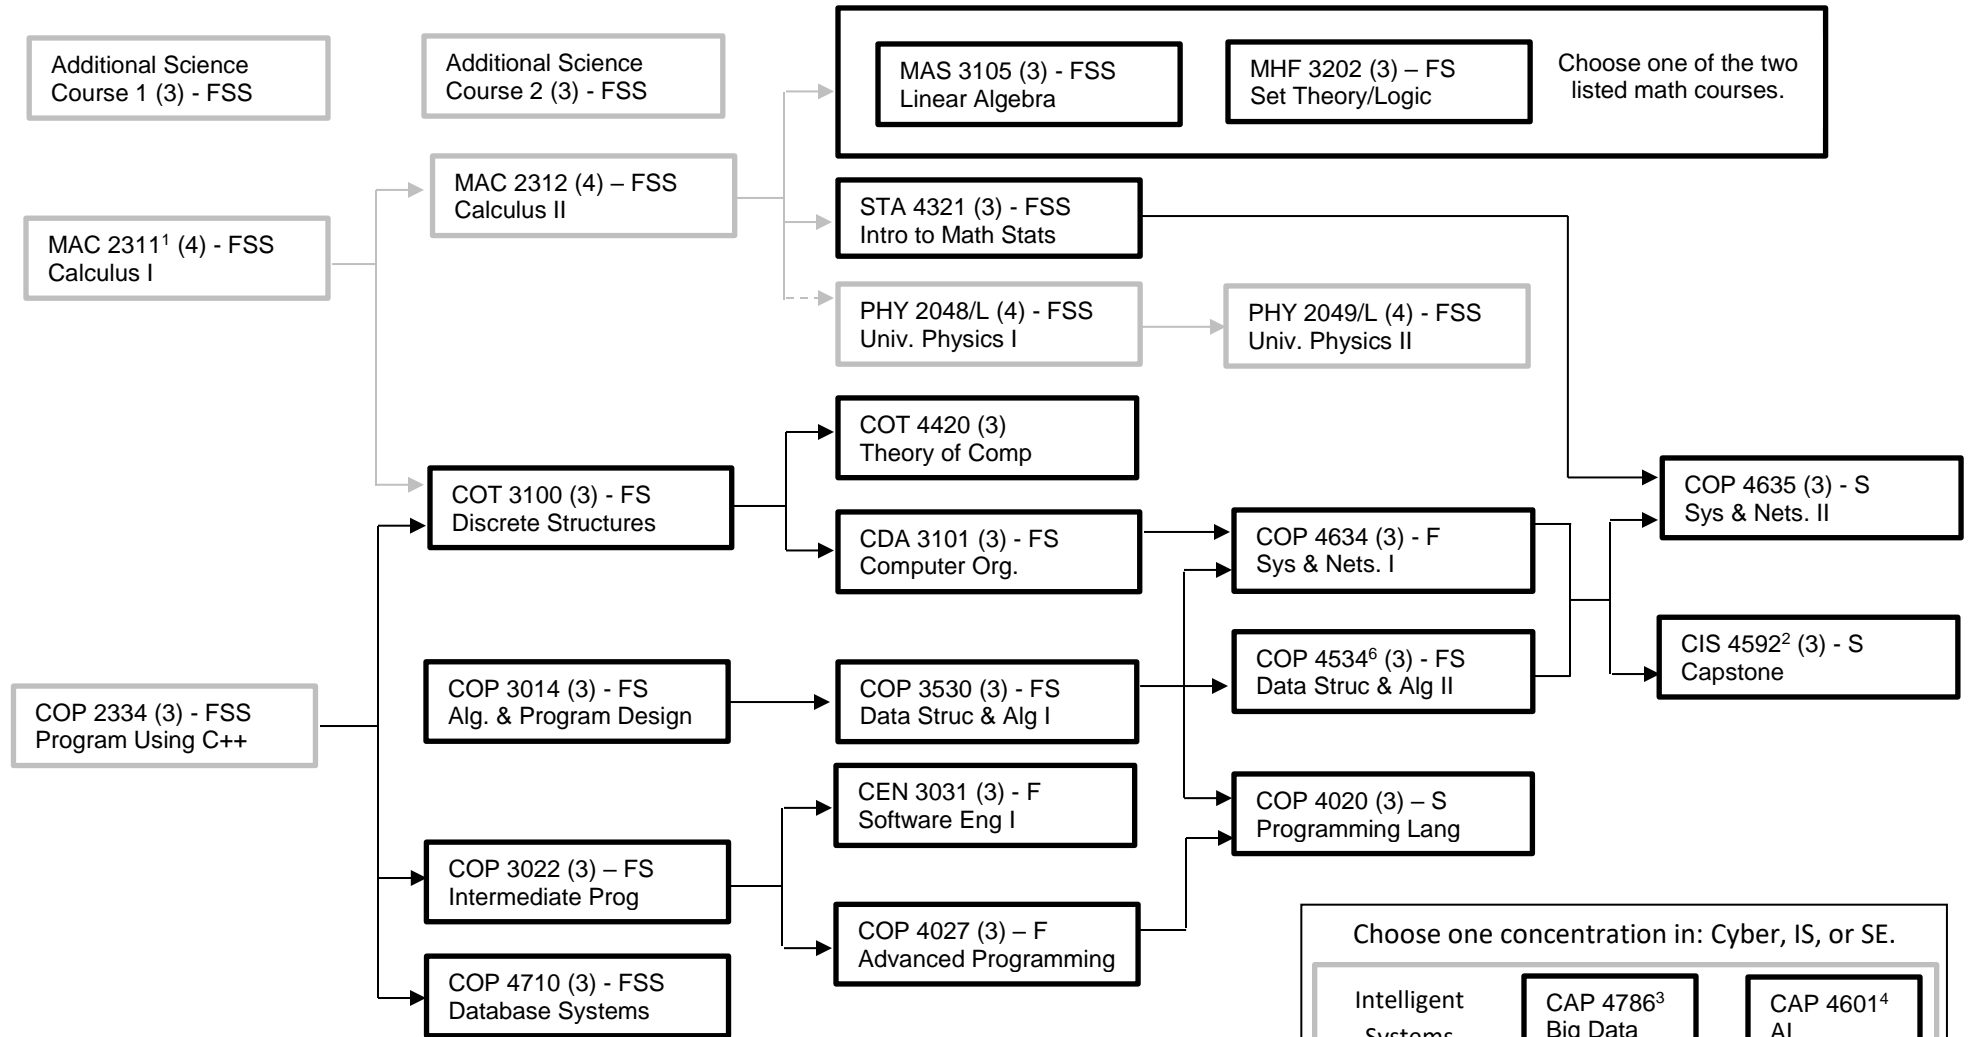 Additional Science
Course 1 (3) - FSS
Additional Science
Course 2 (3) - FSS
MAS 3105 (3) - FSS
Linear Algebra
MHF 3202 (3) – FS
Set Theory/Logic
Choose one of the two
listed math courses.
MAC 2311¹ (4) - FSS
Calculus I
MAC 2312 (4) – FSS
Calculus II
STA 4321 (3) - FSS
Intro to Math Stats
PHY 2048/L (4) - FSS
Univ. Physics I
PHY 2049/L (4) - FSS
Univ. Physics II
COT 4420 (3)
Theory of Comp
COT 3100 (3) - FS
Discrete Structures
CDA 3101 (3) - FS
Computer Org.
COP 4634 (3) - F
Sys & Nets. I
COP 4635 (3) - S
Sys & Nets. II
COP 2334 (3) - FSS
Program Using C++
COP 3014 (3) - FS
Alg. & Program Design
COP 3530 (3) - FS
Data Struc & Alg I
COP 4534⁶ (3) - FS
Data Struc & Alg II
CIS 4592² (3) - S
Capstone
CEN 3031 (3) - F
Software Eng I
COP 4020 (3) – S
Programming Lang
COP 3022 (3) – FS
Intermediate Prog
COP 4027 (3) – F
Advanced Programming
COP 4710 (3) - FSS
Database Systems
Choose one concentration in: Cyber, IS, or SE.
Intelligent
Systems
CAP 4786³
Big Data
CAP 4601⁴
AI